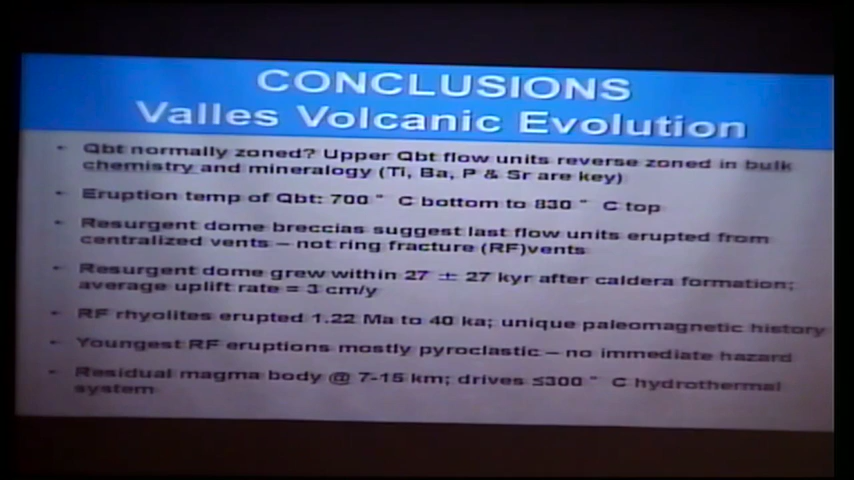 CONCLUSIONS
Valles Volcanic Evolution
- Qbt normally zoned? Upper Qbt flow units reverse zoned in bulk
chemistry and mineralogy (Ti, Ba, P & Sr are key)
- Eruption temp of Qbt: 700 ° C bottom to 830 ° C top
- Resurgent dome breccias suggest last flow units erupted from
centralized vents – not ring fracture (RF)vents
- Resurgent dome grew within 27 ± 27 kyr after caldera formation;
average uplift rate = 3 cm/y
- RF rhyolites erupted 1.22 Ma to 40 ka; unique paleomagnetic history
- Youngest RF eruptions mostly pyroclastic – no immediate hazard
- Residual magma body @ 7-15 km; drives ≤300 ° C hydrothermal
system